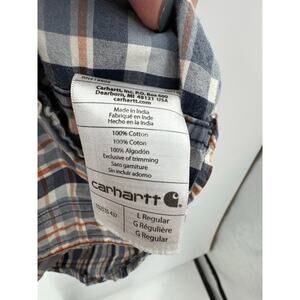 Carhartt, Inc. P.O. Box 600
Dearborn, MI 48121 USA
carhartt.com
Made in India
Fabriqué en Inde
Hecho en la India
100% Cotton
100% Coton
100% Algodón
Exclusive of trimming
Sans garniture
Sin incluir adorno
carhartt
L Regular
G Régulière
G Regular